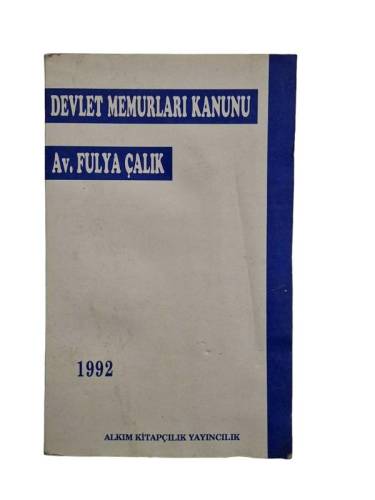 DEVLET MEMURLARI KANUNU
Av. FULYA ÇALIK
1992
ALKIM KİTAPÇILIK YAYINCILIK